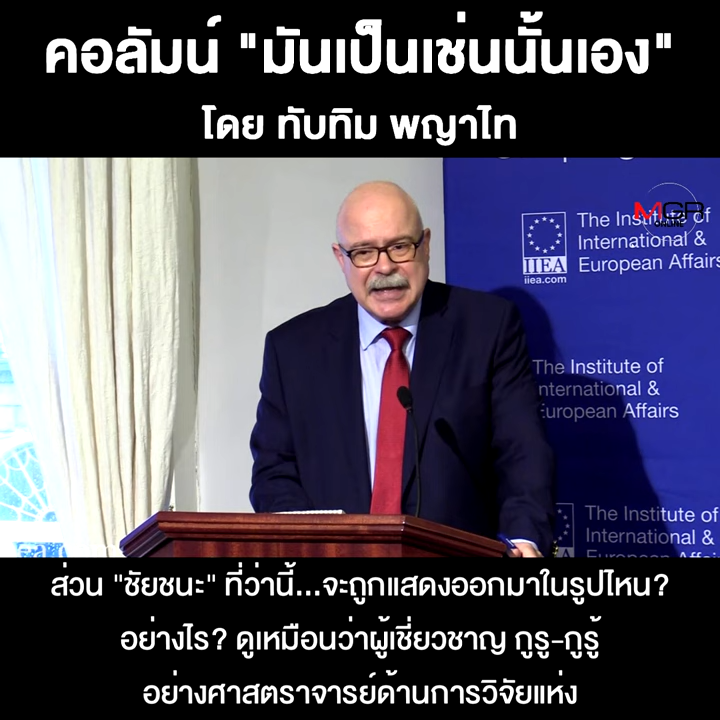 คอลัมน์ "มันเป็นเช่นนั้นเอง"
โดย ทับทิม พญาไท
MGR
ONLINE
The Institute of
International &
European Affairs
IIEA
iiea.com
The Institute of
International &
European Affairs
The Institute of
International &
European Affairs
ส่วน "ชัยชนะ" ที่ว่านี้...จะถูกแสดงออกมาในรูปไหน?
อย่างไร? ดูเหมือนว่าผู้เชี่ยวชาญ กูรู-กูรู้
อย่างศาสตราจารย์ด้านการวิจัยแห่ง